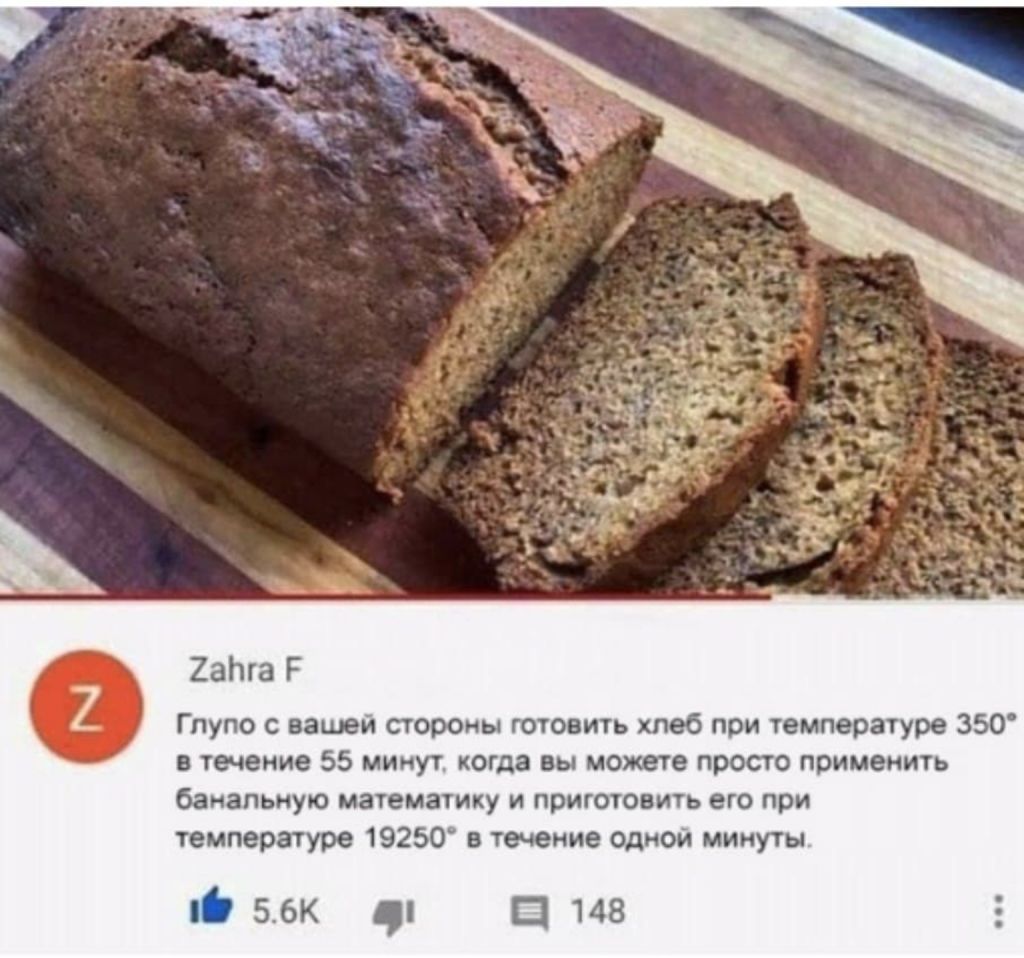 Z
Zahra F
Глупо с вашей стороны готовить хлеб при температуре 350°
в течение 55 минут, когда вы можете просто применить
банальную математику и приготовить его при
температуре 19250° в течение одной минуты.
5.6K 148